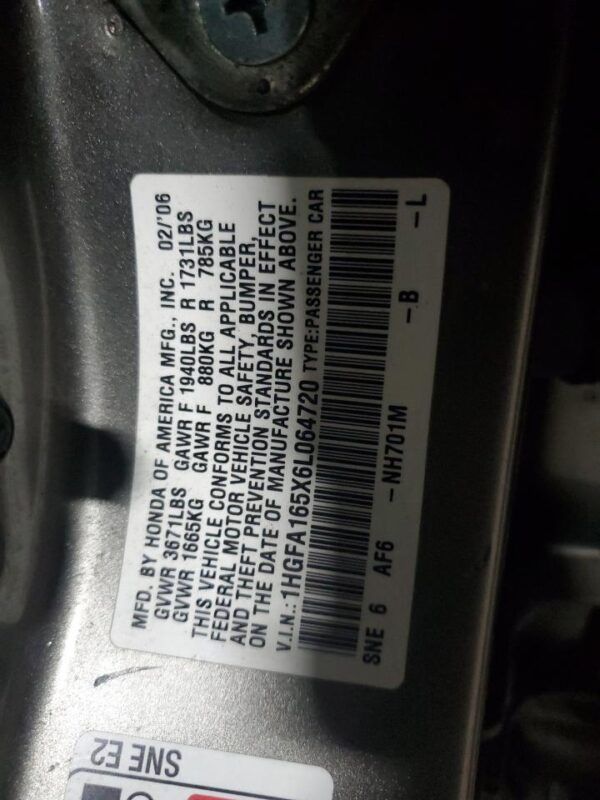 MFD. BY HONDA OF AMERICA MFG., INC. 02/'06
GVWR 3671LBS GAWR F 1940LBS R 1731LBS
GVWR 1665KG GAWR F 880KG R 785KG
THIS VEHICLE CONFORMS TO ALL APPLICABLE
FEDERAL MOTOR VEHICLE SAFETY, BUMPER,
AND THEFT PREVENTION STANDARDS IN EFFECT
ON THE DATE OF MANUFACTURE SHOWN ABOVE.
V.I.N.:1HGFA165X6L064720 TYPE:PASSENGER CAR
SNE 6 AF6 -NH701M -B -L
SNE E2